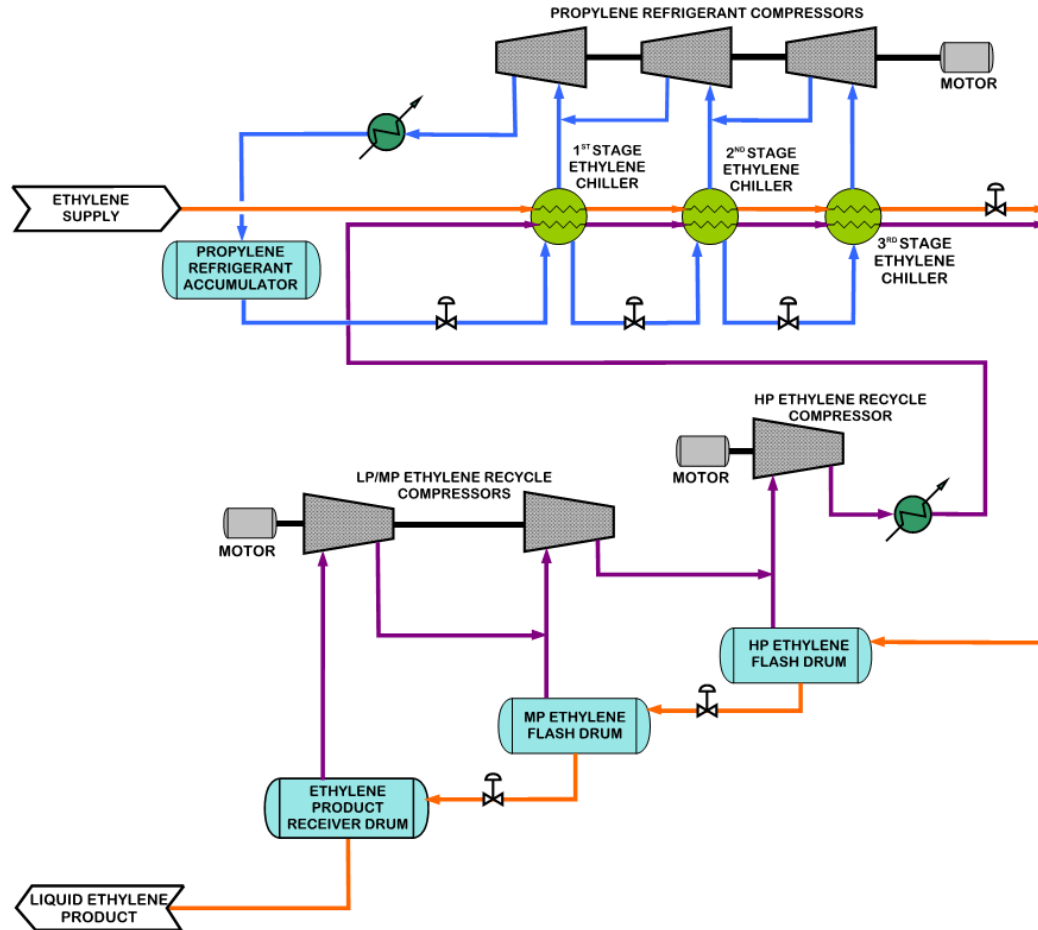 PROPYLENE REFRIGERANT COMPRESSORS
MOTOR
1ST STAGE
ETHYLENE
CHILLER
2ND STAGE
ETHYLENE
CHILLER
ETHYLENE
SUPPLY
3RD STAGE
ETHYLENE
CHILLER
PROPYLENE
REFRIGERANT
ACCUMULATOR
HP ETHYLENE RECYCLE
COMPRESSOR
MOTOR
LP/MP ETHYLENE RECYCLE
COMPRESSORS
MOTOR
HP ETHYLENE
FLASH DRUM
MP ETHYLENE
FLASH DRUM
ETHYLENE
PRODUCT
RECEIVER DRUM
LIQUID ETHYLENE
PRODUCT